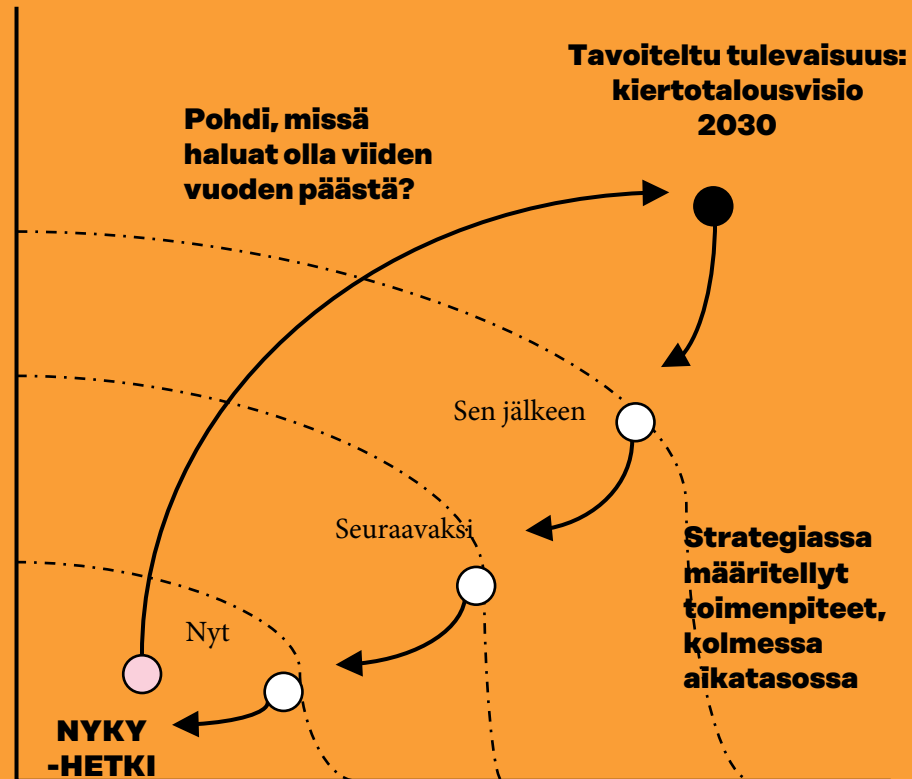 Tavoiteltu tulevaisuus:
kiertotalousvisio
2030
Pohdi, missä
haluat olla viiden
vuoden päästä?
Sen jälkeen
Seuraavaksi
Strategiassa
määritellyt
toimenpiteet,
kolmessa
aikatasossa
Nyt
NYKY
-HETKI